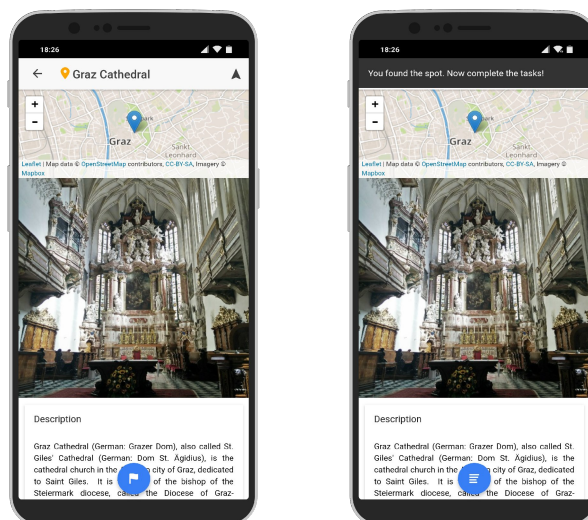 18:26
Graz Cathedral
+
-
Graz
Sankt
Leonhard
Leaflet | Map data © OpenStreetMap contributors, CC-BY-SA, Imagery ©
Mapbox
Description
Graz Cathedral (German: Grazer Dom), also called St.
Giles' Cathedral (German: Dom St. Ägidius), is the
cathedral church in the city of Graz, dedicated
to Saint Giles. It is of the bishop of the
Steiermark diocese, the Diocese of Graz-
18:26
You found the spot. Now complete the tasks!
+
-
Graz
Sankt
Leonhard
Leaflet | Map data © OpenStreetMap contributors, CC-BY-SA, Imagery ©
Mapbox
Description
Graz Cathedral (German: Grazer Dom), also called St.
Giles' Cathedral (German: Dom St. Ägidius), is the
cathedral church in the city of Graz, dedicated
to Saint Giles. It is of the bishop of the
Steiermark diocese, the Diocese of Graz-